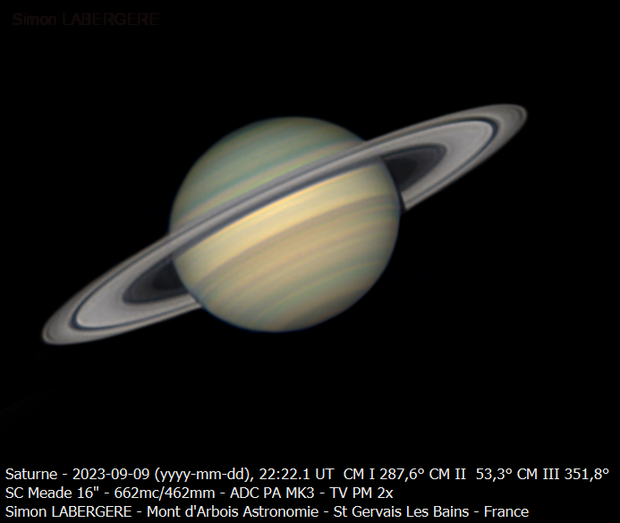 Simon LABERGERE
Saturne - 2023-09-09 (yyyy-mm-dd), 22:22.1 UT  CM I 287,6° CM II  53,3° CM III 351,8°
SC Meade 16" - 662mc/462mm - ADC PA MK3 - TV PM 2x
Simon LABERGERE - Mont d'Arbois Astronomie - St Gervais Les Bains - France